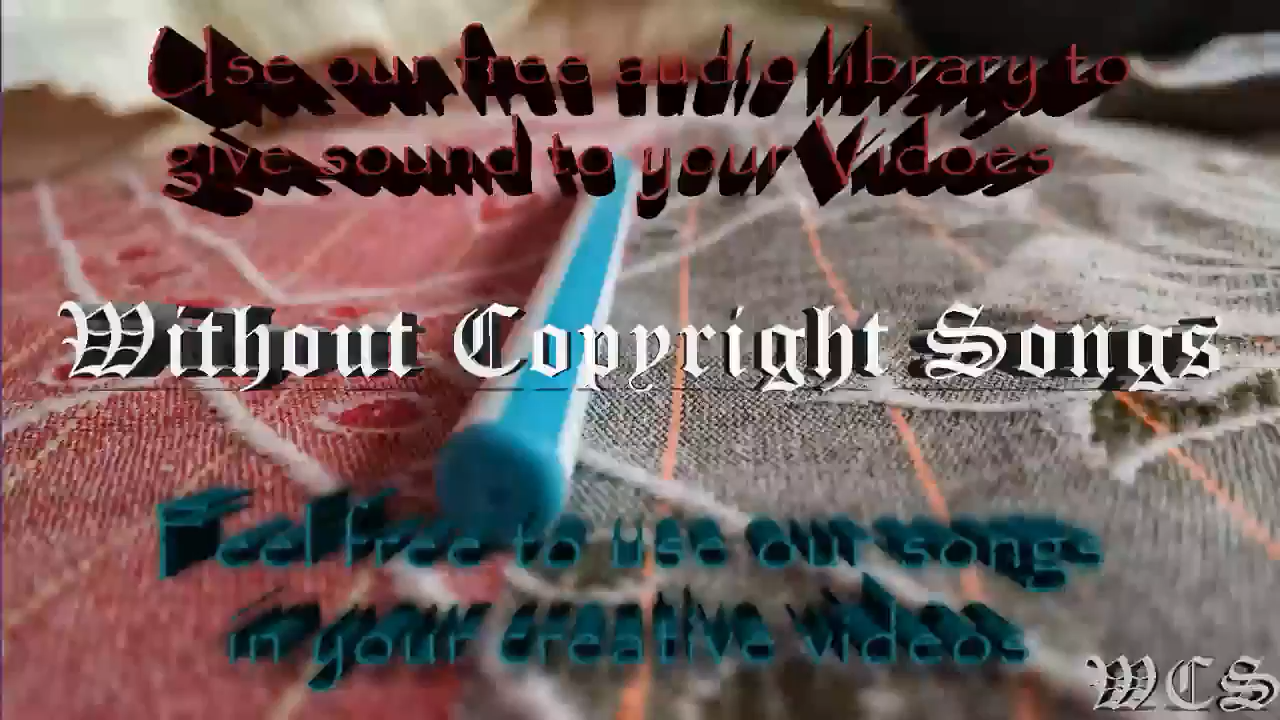 Use our free audio library to
give sound to your Vidoes
Without Copyright Songs
Feel free to use our songs
in your creative videos
WCS